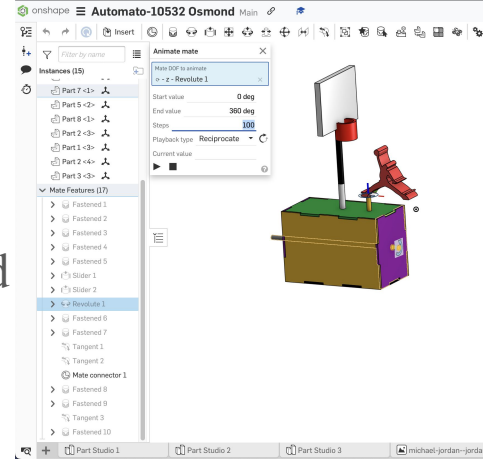 onshape Automato-10532 Osmond Main
Insert
Filter by name
Instances (15)
Part 7 <1>
Part 5 <2>
Part 8 <1>
Part 2 <3>
Part 1 <3>
Part 2 <4>
Part 3 <3>
Mate Features (17)
Fastened 1
Fastened 2
Fastened 3
Fastened 4
Fastened 5
Slider 1
Slider 2
Revolute 1
Fastened 6
Fastened 7
Tangent 1
Tangent 2
Mate connector 1
Fastened 8
Fastened 9
Tangent 3
Fastened 10
Animate mate
Mate DOF to animate
- z - Revolute 1
Start value 0 deg
End value 360 deg
Steps 100
Playback type Reciprocate
Current value
d
Part Studio 1
Part Studio 2
Part Studio 3
michael-jordan--jorda